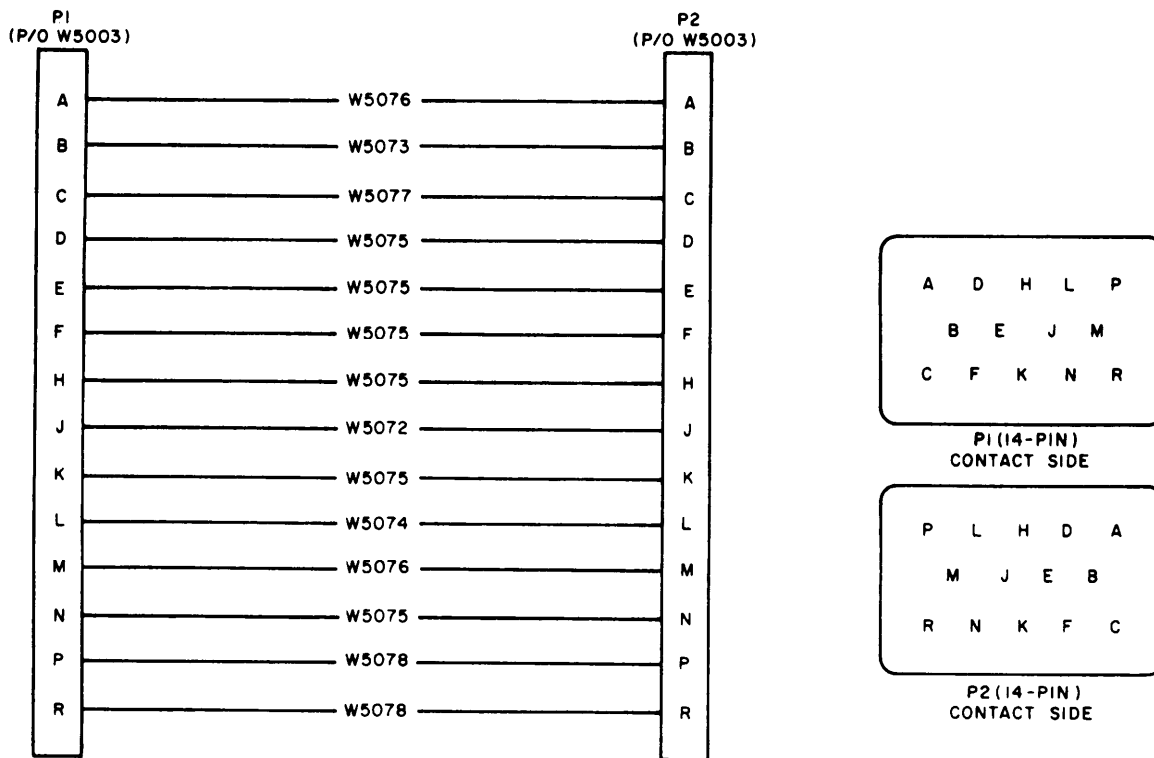 P1
(P/O W5003)
P2
(P/O W5003)
A W5076 A
B W5073 B
C W5077 C
D W5075 D
E W5075 E
F W5075 F
H W5075 H
J W5072 J
K W5075 K
L W5074 L
M W5076 M
N W5075 N
P W5078 P
R W5078 R
A D H L P
B E J M
C F K N R
P1 (14-PIN)
CONTACT SIDE
P L H D A
M J E B
R N K F C
P2 (14-PIN)
CONTACT SIDE